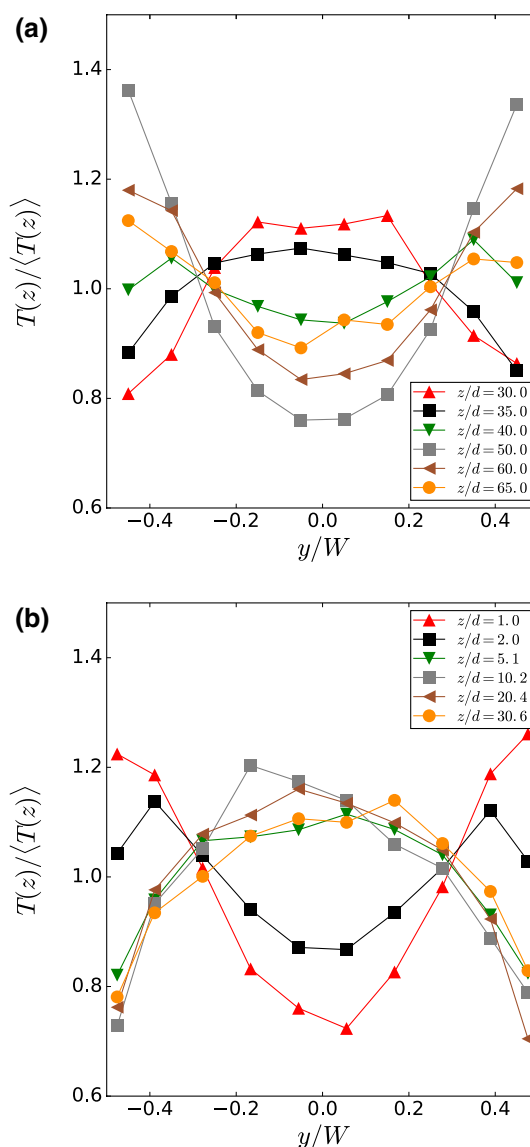 (a)
1.4
1.2
1.0
0.8
0.6
T(z)/⟨T(z)⟩
z/d=30.0
z/d=35.0
z/d=40.0
z/d=50.0
z/d=60.0
z/d=65.0
−0.4 −0.2 0.0 0.2 0.4
y/W
(b)
1.4
1.2
1.0
0.8
0.6
T(z)/⟨T(z)⟩
z/d=1.0
z/d=2.0
z/d=5.1
z/d=10.2
z/d=20.4
z/d=30.6
−0.4 −0.2 0.0 0.2 0.4
y/W